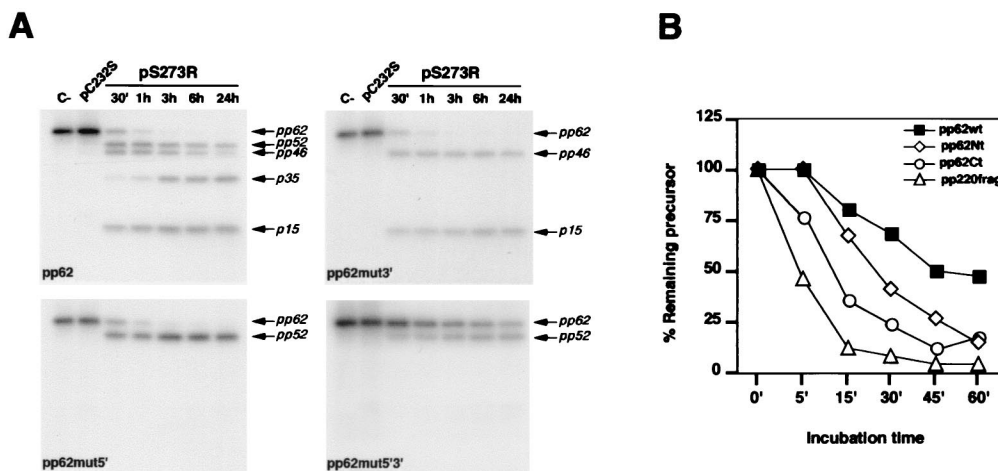 A
B
pS273R
pS273R
C- pC232S 30' 1h 3h 6h 24h
C- pC232S 30' 1h 3h 6h 24h
pp62
pp52
pp46
p35
p15
pp62
pp62
pp46
p15
pp62mut3'
pp62
pp52
pp62mut5'
pp62
pp52
pp62mut5'3'
% Remaining precursor
125
100
75
50
25
0
0' 5' 15' 30' 45' 60'
Incubation time
pp62wt
pp62Nt
pp62Ct
pp220frag